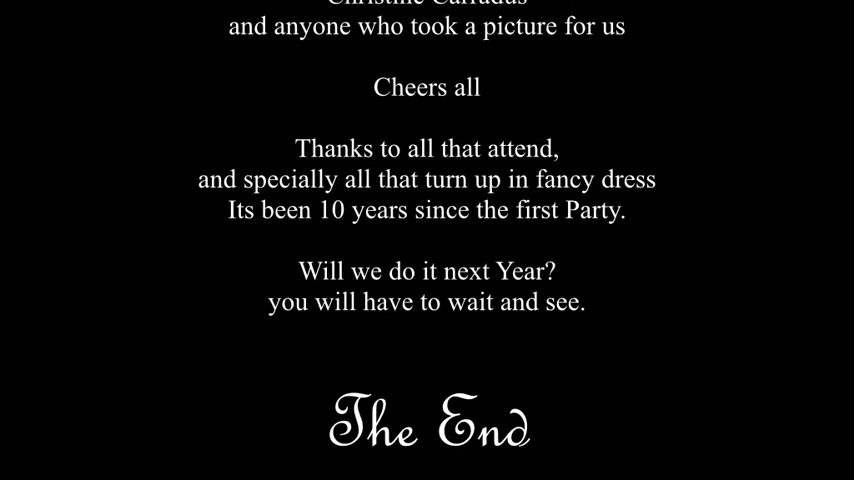 Christine Carradus
and anyone who took a picture for us
Cheers all
Thanks to all that attend,
and specially all that turn up in fancy dress
Its been 10 years since the first Party.
Will we do it next Year?
you will have to wait and see.
The End